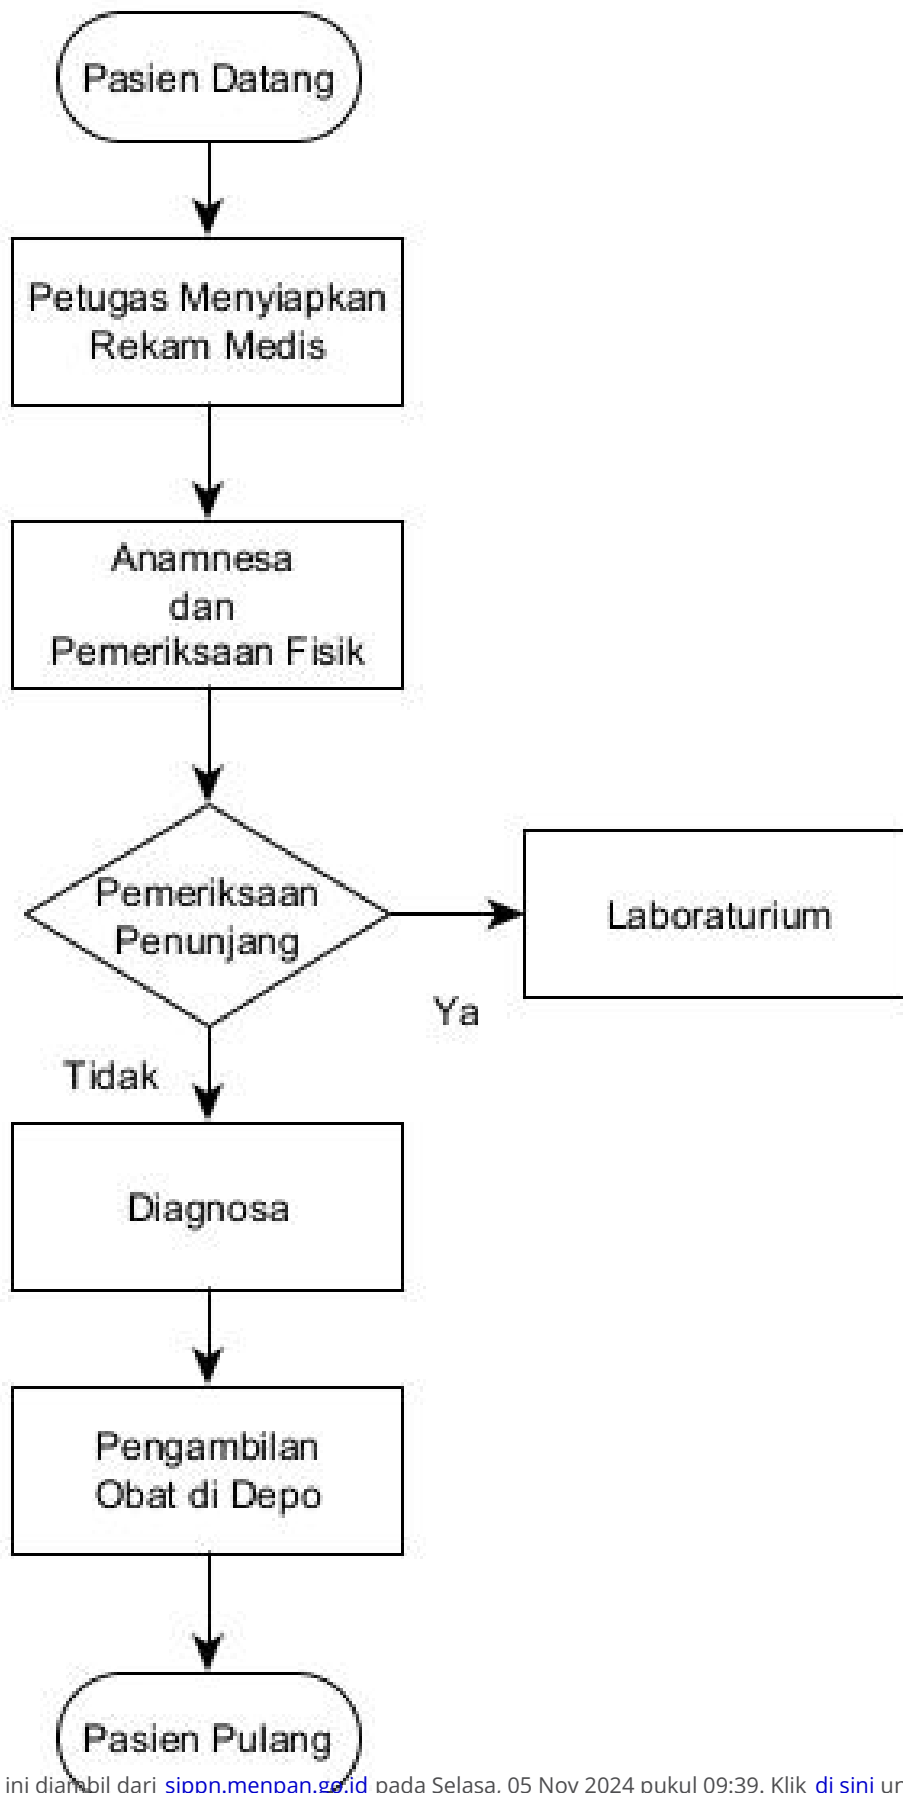 Pasien Datang
Petugas Menyiapkan
Rekam Medis
Anamnesa
dan
Pemeriksaan Fisik
Pemeriksaan
Penunjang
Laboraturium
Ya
Tidak
Diagnosa
Pengambilan
Obat di Depo
Pasien Pulang
ini diambil dari sippn.menpan.go.id pada Selasa, 05 Nov 2024 pukul 09:39. Klik di sini